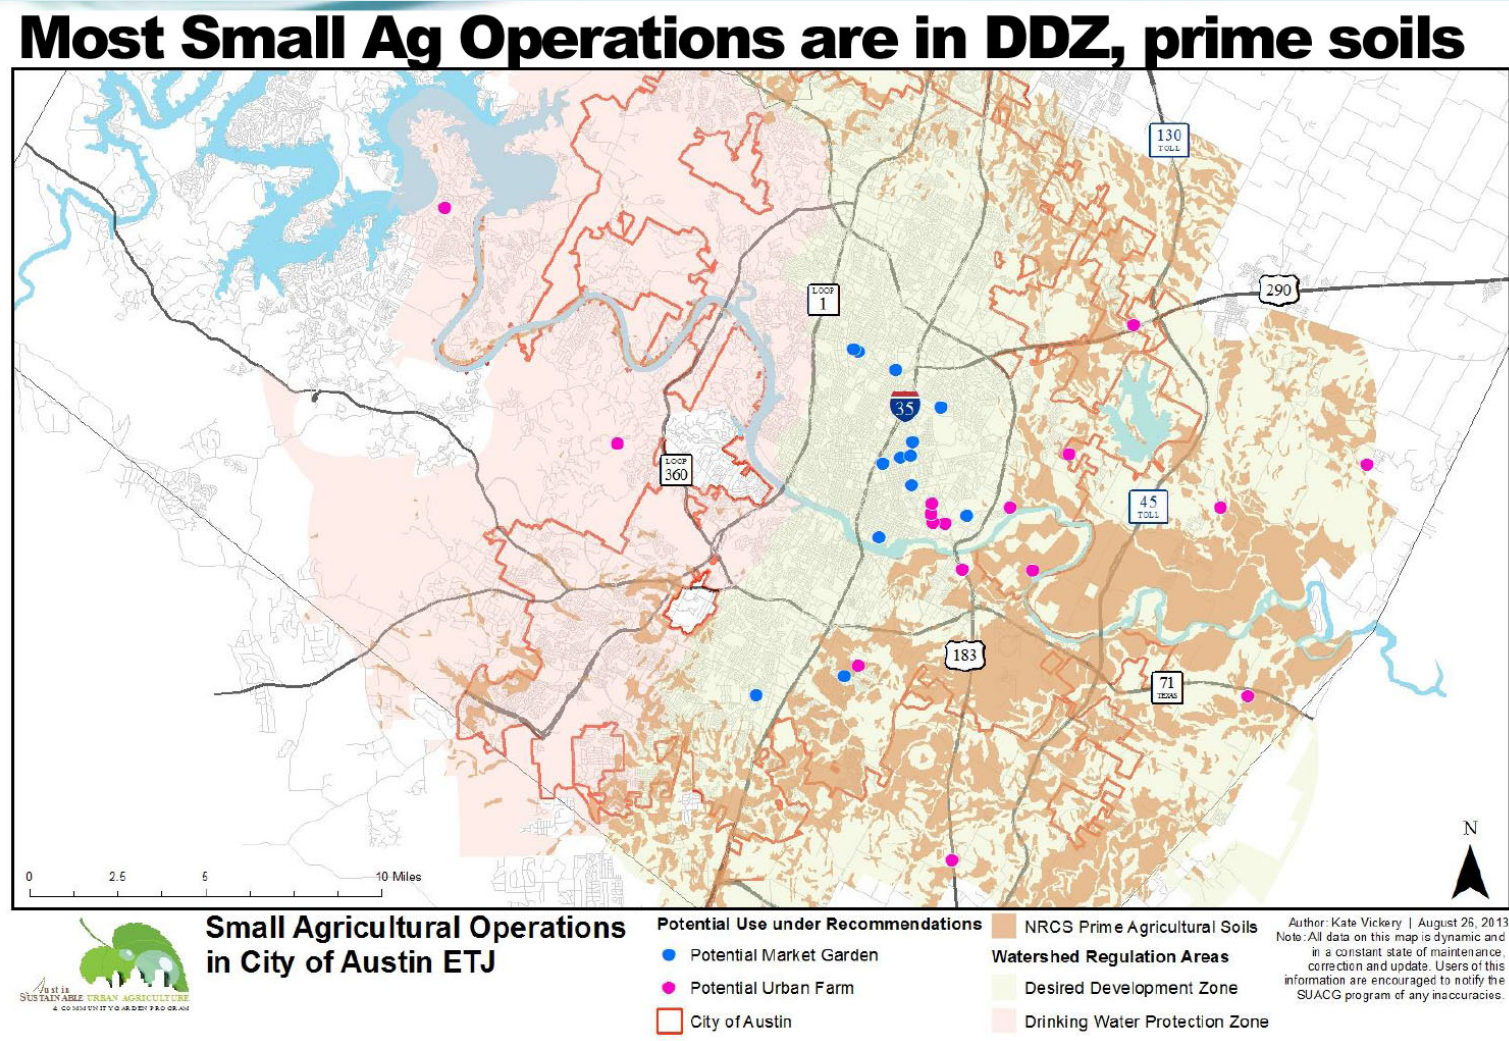 Most Small Ag Operations are in DDZ, prime soils
130
TOLL
290
LOOP
1
35
LOOP
360
45
TOLL
183
71
TEXAS
N
0 2.5 5 10 Miles
Small Agricultural Operations
in City of Austin ETJ
Austin
SUSTAINABLE URBAN AGRICULTURE
& COMMUNITY GARDEN PROGRAM
Potential Use under Recommendations
Potential Market Garden
Potential Urban Farm
City of Austin
NRCS Prime Agricultural Soils
Watershed Regulation Areas
Desired Development Zone
Drinking Water Protection Zone
Author: Kate Vickery | August 26, 2013
Note: All data on this map is dynamic and
in a constant state of maintenance,
correction and update. Users of this
information are encouraged to notify the
SUACG program of any inaccuracies.